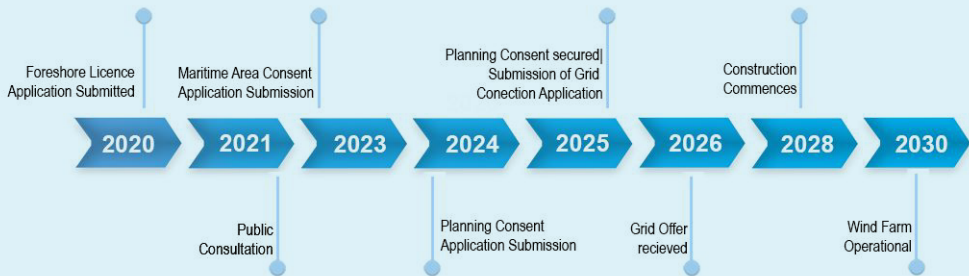 Foreshore Licence
Application Submitted
Maritime Area Consent
Application Submission
Planning Consent secured|
Submission of Grid
Conection Application
Construction
Commences
2020
2021
2023
2024
2025
2026
2028
2030
Public
Consultation
Planning Consent
Application Submission
Grid Offer
recieved
Wind Farm
Operational